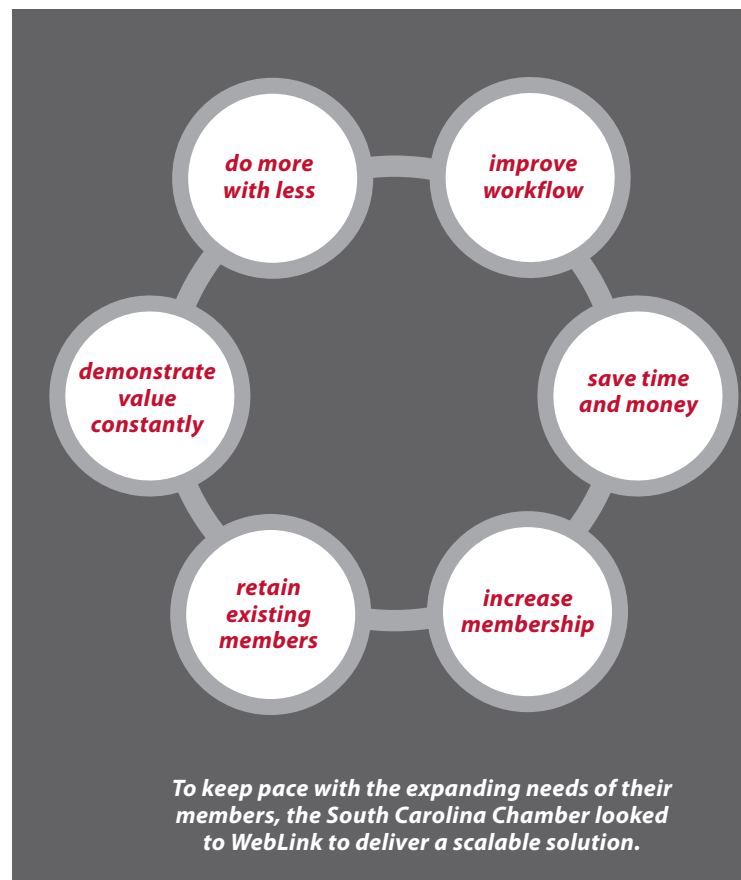 do more
with less
improve
workflow
save time
and money
increase
membership
retain
existing
members
demonstrate
value
constantly
To keep pace with the expanding needs of their
members, the South Carolina Chamber looked
to WebLink to deliver a scalable solution.